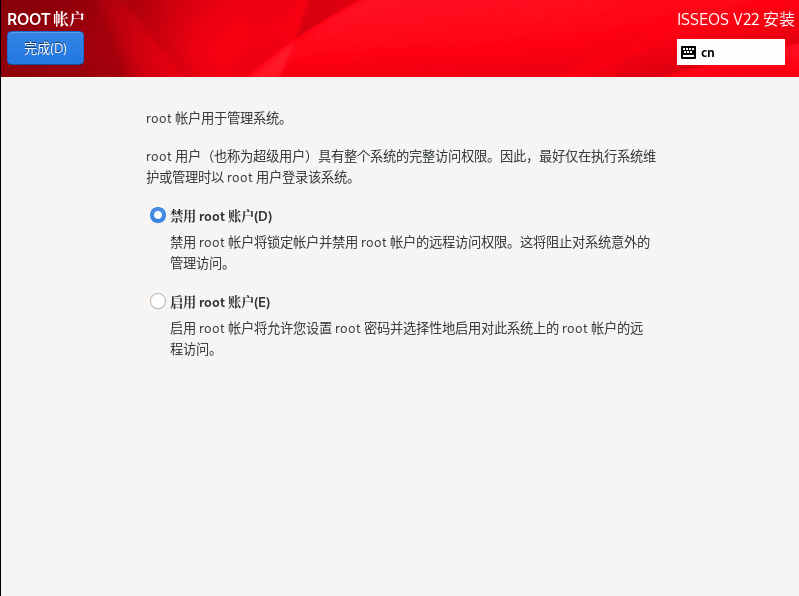 ROOT 帐户
ISSEOS V22 安装
完成(D)
cn
root 帐户用于管理系统。
root 用户（也称为超级用户）具有整个系统的完整访问权限。因此，最好仅在执行系统维
护或管理时以 root 用户登录该系统。
禁用 root 账户(D)
禁用 root 帐户将锁定帐户并禁用 root 帐户的远程访问权限。这将阻止对系统意外的
管理访问。
启用 root 账户(E)
启用 root 帐户将允许您设置 root 密码并选择性地启用对此系统上的 root 帐户的远
程访问。